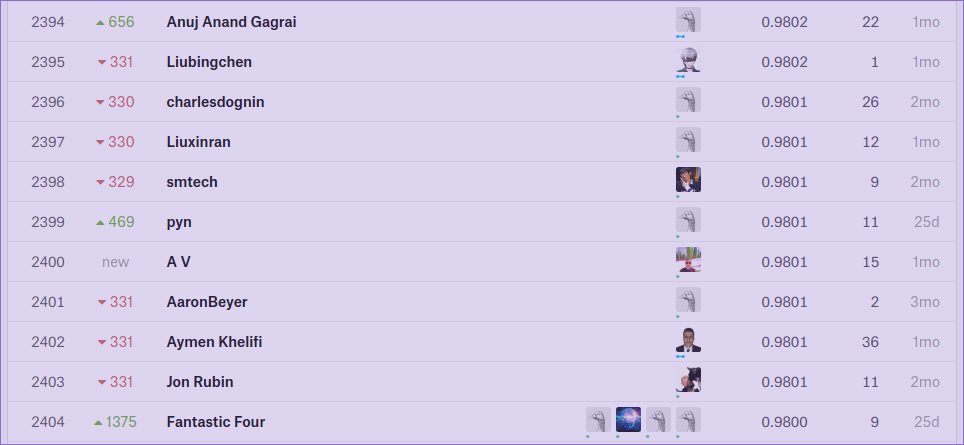 2394 656 Anuj Anand Gagrai 0.9802 22 1mo
2395 331 Liubingchen 0.9802 1 1mo
2396 330 charlesdognin 0.9801 26 2mo
2397 330 Liuxinran 0.9801 12 1mo
2398 329 smtech 0.9801 9 2mo
2399 469 pyn 0.9801 11 25d
2400 new A V 0.9801 15 1mo
2401 331 AaronBeyer 0.9801 2 3mo
2402 331 Aymen Khelifi 0.9801 36 1mo
2403 331 Jon Rubin 0.9801 11 2mo
2404 1375 Fantastic Four 0.9800 9 25d